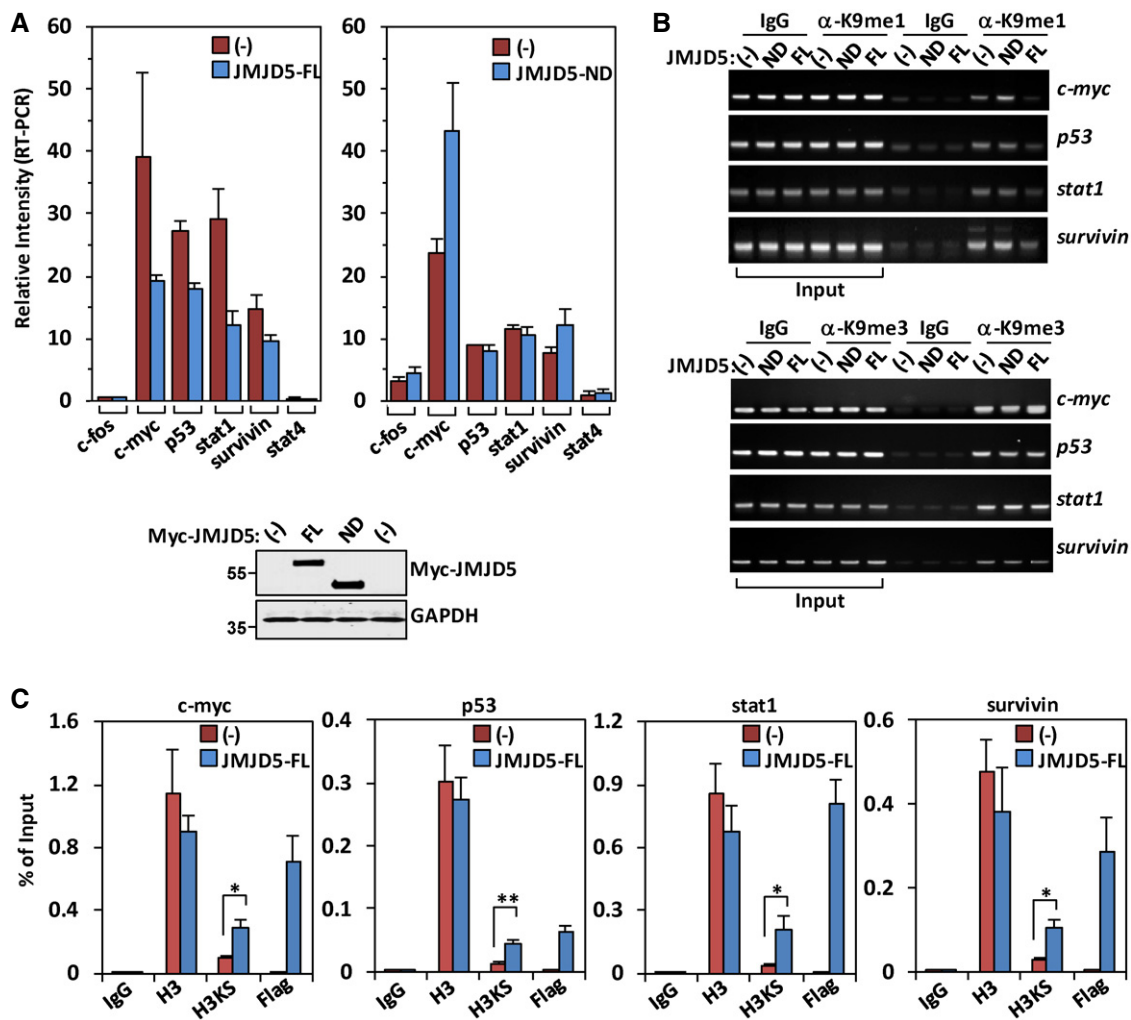 A
Relative Intensity (RT-PCR)
60
50
40
30
20
10
0
(-)
JMJD5-FL
c-fos
c-myc
p53
stat1
survivin
stat4
60
50
40
30
20
10
0
(-)
JMJD5-ND
c-fos
c-myc
p53
stat1
survivin
stat4
Myc-JMJD5: (-) FL ND (-)
55
Myc-JMJD5
35
GAPDH
B
IgG α-K9me1 IgG α-K9me1
JMJD5: (-) ND FL (-) ND FL (-) ND FL (-) ND FL
c-myc
p53
stat1
survivin
Input
IgG α-K9me3 IgG α-K9me3
JMJD5: (-) ND FL (-) ND FL (-) ND FL (-) ND FL
c-myc
p53
stat1
survivin
Input
C
% of Input
c-myc
1.6
1.2
0.8
0.4
0
(-)
JMJD5-FL
*
IgG H3 H3KS Flag
p53
0.4
0.3
0.2
0.1
0
(-)
JMJD5-FL
**
IgG H3 H3KS Flag
stat1
1.2
0.9
0.6
0.3
0
(-)
JMJD5-FL
*
IgG H3 H3KS Flag
survivin
0.6
0.4
0.2
0
(-)
JMJD5-FL
*
IgG H3 H3KS Flag